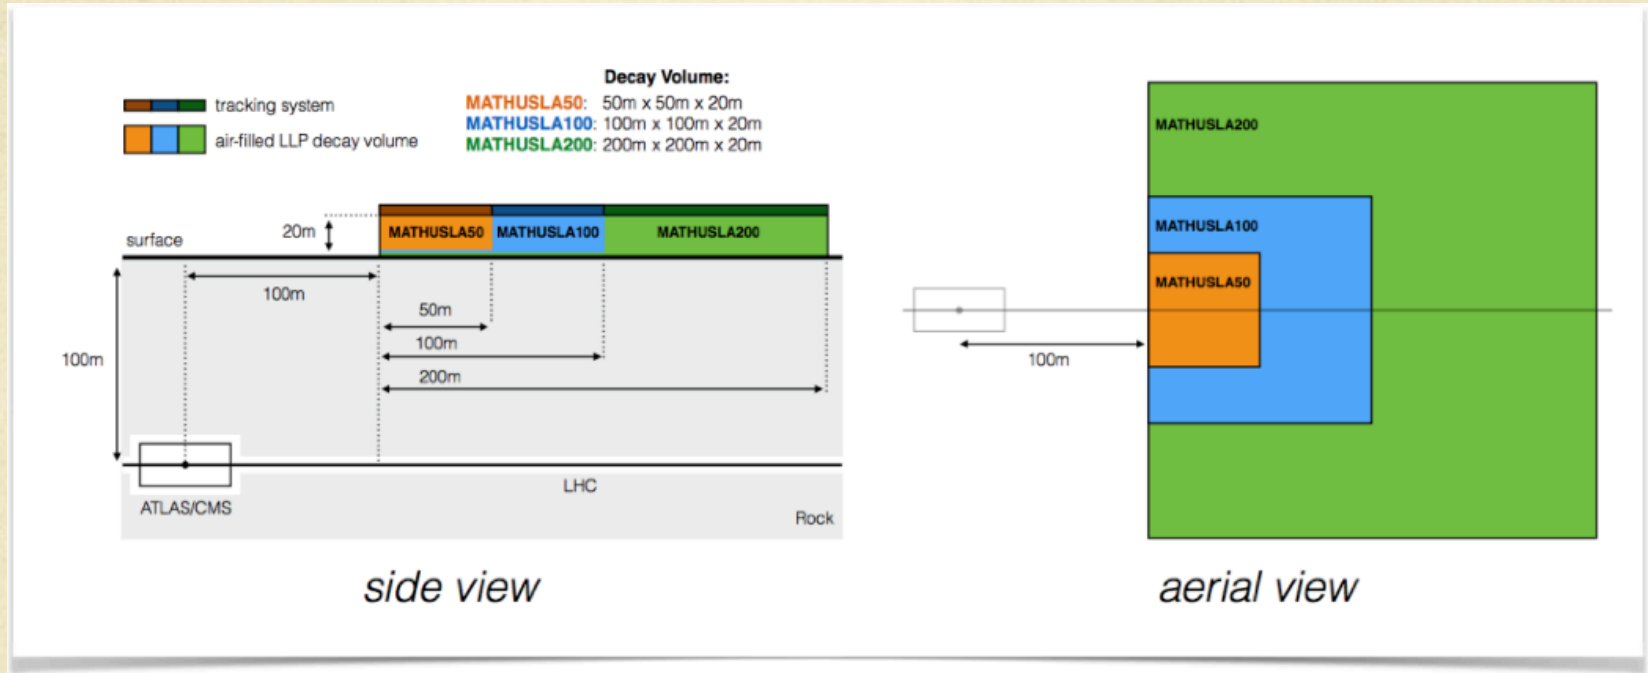 Decay Volume:
tracking system
MATHUSLA50: 50m x 50m x 20m
MATHUSLA100: 100m x 100m x 20m
air-filled LLP decay volume
MATHUSLA200: 200m x 200m x 20m
20m
MATHUSLA50 MATHUSLA100 MATHUSLA200
surface
100m
50m
100m
100m
200m
LHC
ATLAS/CMS
Rock
side view
MATHUSLA200
MATHUSLA100
MATHUSLA50
100m
aerial view